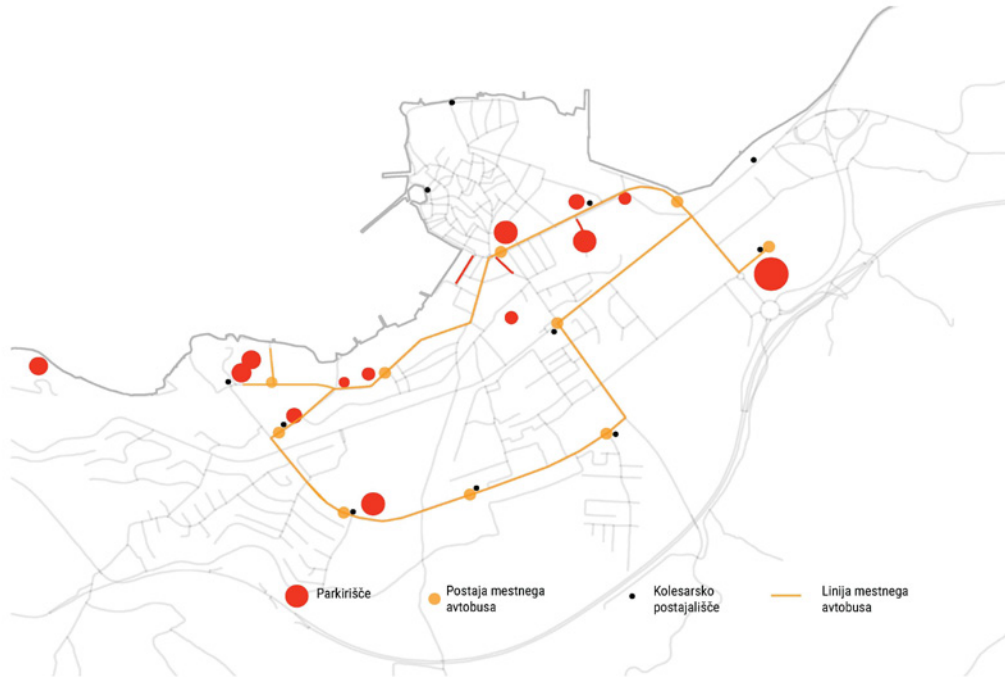 Parkirišče
Postaja mestnega
avtobusa
Kolesarsko
postajališče
Linija mestnega
avtobusa